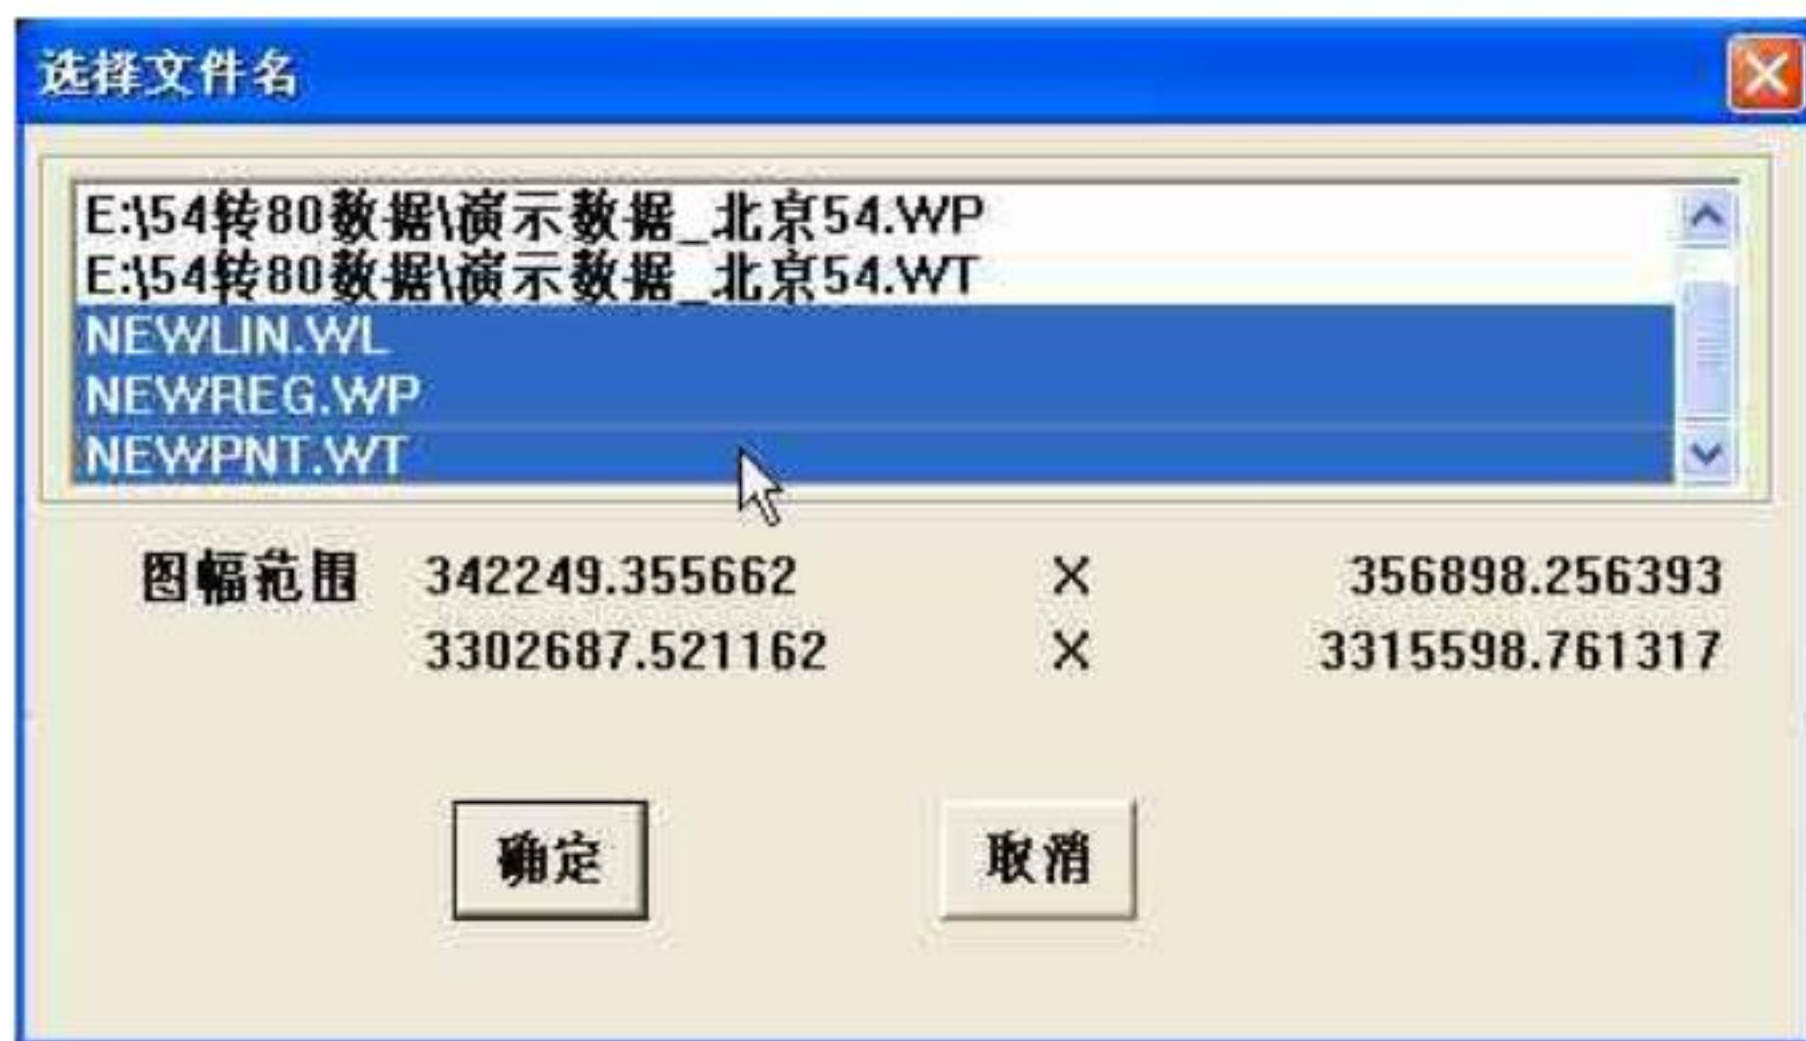 选择文件名
E:\54转80数据\演示数据_北京54.WP
E:\54转80数据\演示数据_北京54.WT
NEWLIN.WL
NEWREG.WP
NEWPNT.WT
图幅范围 342249.355662 X 356898.256393
3302687.521162 X 3315598.761317
确定 取消